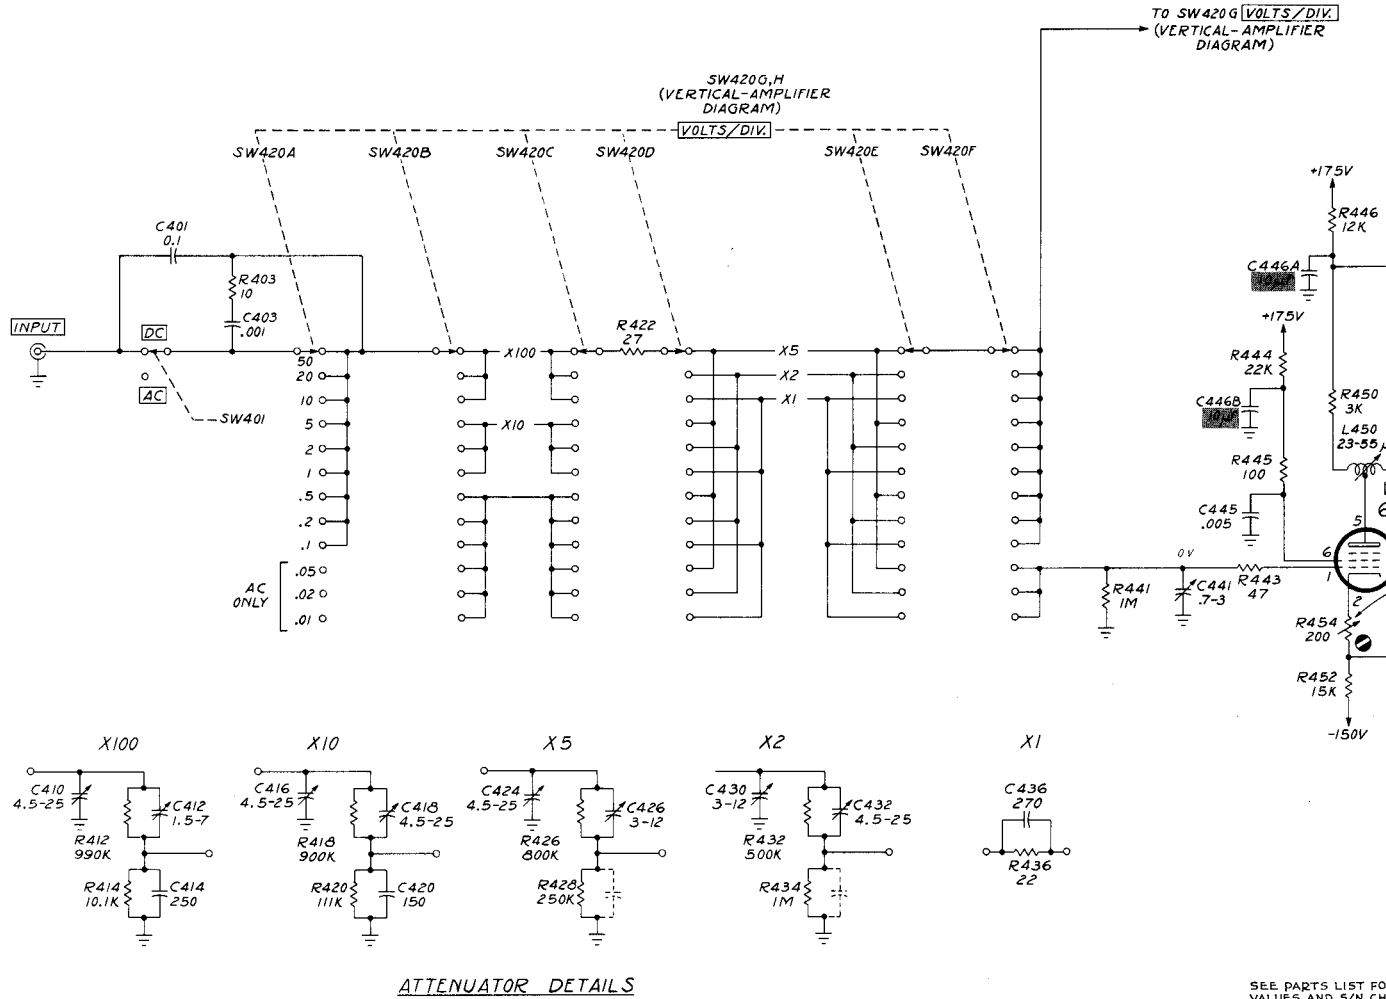 TO SW420G VOLTS/DIV.
(VERTICAL-AMPLIFIER
DIAGRAM)
SW420G,H
(VERTICAL-AMPLIFIER
DIAGRAM)
VOLTS/DIV.
SW420A
SW420B
SW420C
SW420D
SW420E
SW420F
+175V
R446
12K
C446A
10µF
C401
0.1
R403
10
C403
.001
INPUT
DC
AC
SW401
R422
27
50
20
10
5
2
1
.5
.2
.1
AC
ONLY
.05
.02
.01
X100
X10
X5
X2
X1
+175V
R444
22K
C446B
10µF
R450
3K
L450
23-55
R445
100
C445
.005
5
6
1
2
0V
R441
1M
C441
.7-3
R443
47
R454
200
R452
15K
-150V
X100
C410
4.5-25
C412
1.5-7
R412
990K
R414
10.1K
C414
250
X10
C416
4.5-25
C418
4.5-25
R418
900K
R420
111K
C420
150
X5
C424
4.5-25
C426
3-12
R426
800K
R428
250K
X2
C430
3-12
C432
4.5-25
R432
500K
R434
1M
X1
C436
270
R436
22
ATTENUATOR DETAILS
SEE PARTS LIST FO
VALUES AND S/N CH